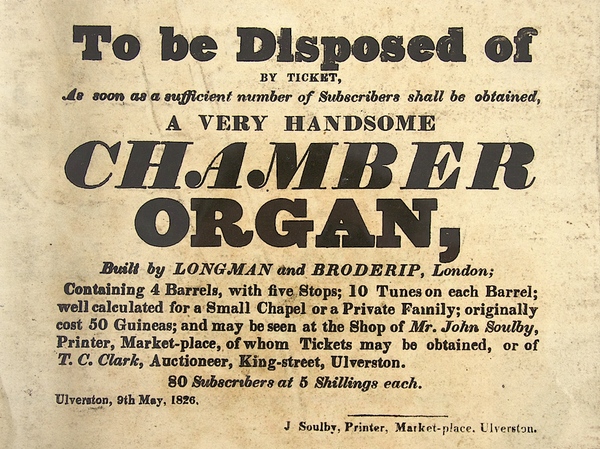 To be Disposed of
BY TICKET,
As soon as a sufficient number of Subscribers shall be obtained,
A VERY HANDSOME
CHAMBER
ORGAN,
Built by LONGMAN and BRODERIP, London;
Containing 4 Barrels, with five Stops; 10 Tunes on each Barrel;
well calculated for a Small Chapel or a Private Family; originally
cost 50 Guineas; and may be seen at the Shop of Mr. John Soulby,
Printer, Market-place, of whom Tickets may be obtained, or of
T. C. Clark, Auctioneer, King-street, Ulverston.
80 Subscribers at 5 Shillings each.
Ulverston, 9th May, 1826.
J Soulby, Printer, Market-place. Ulverston.